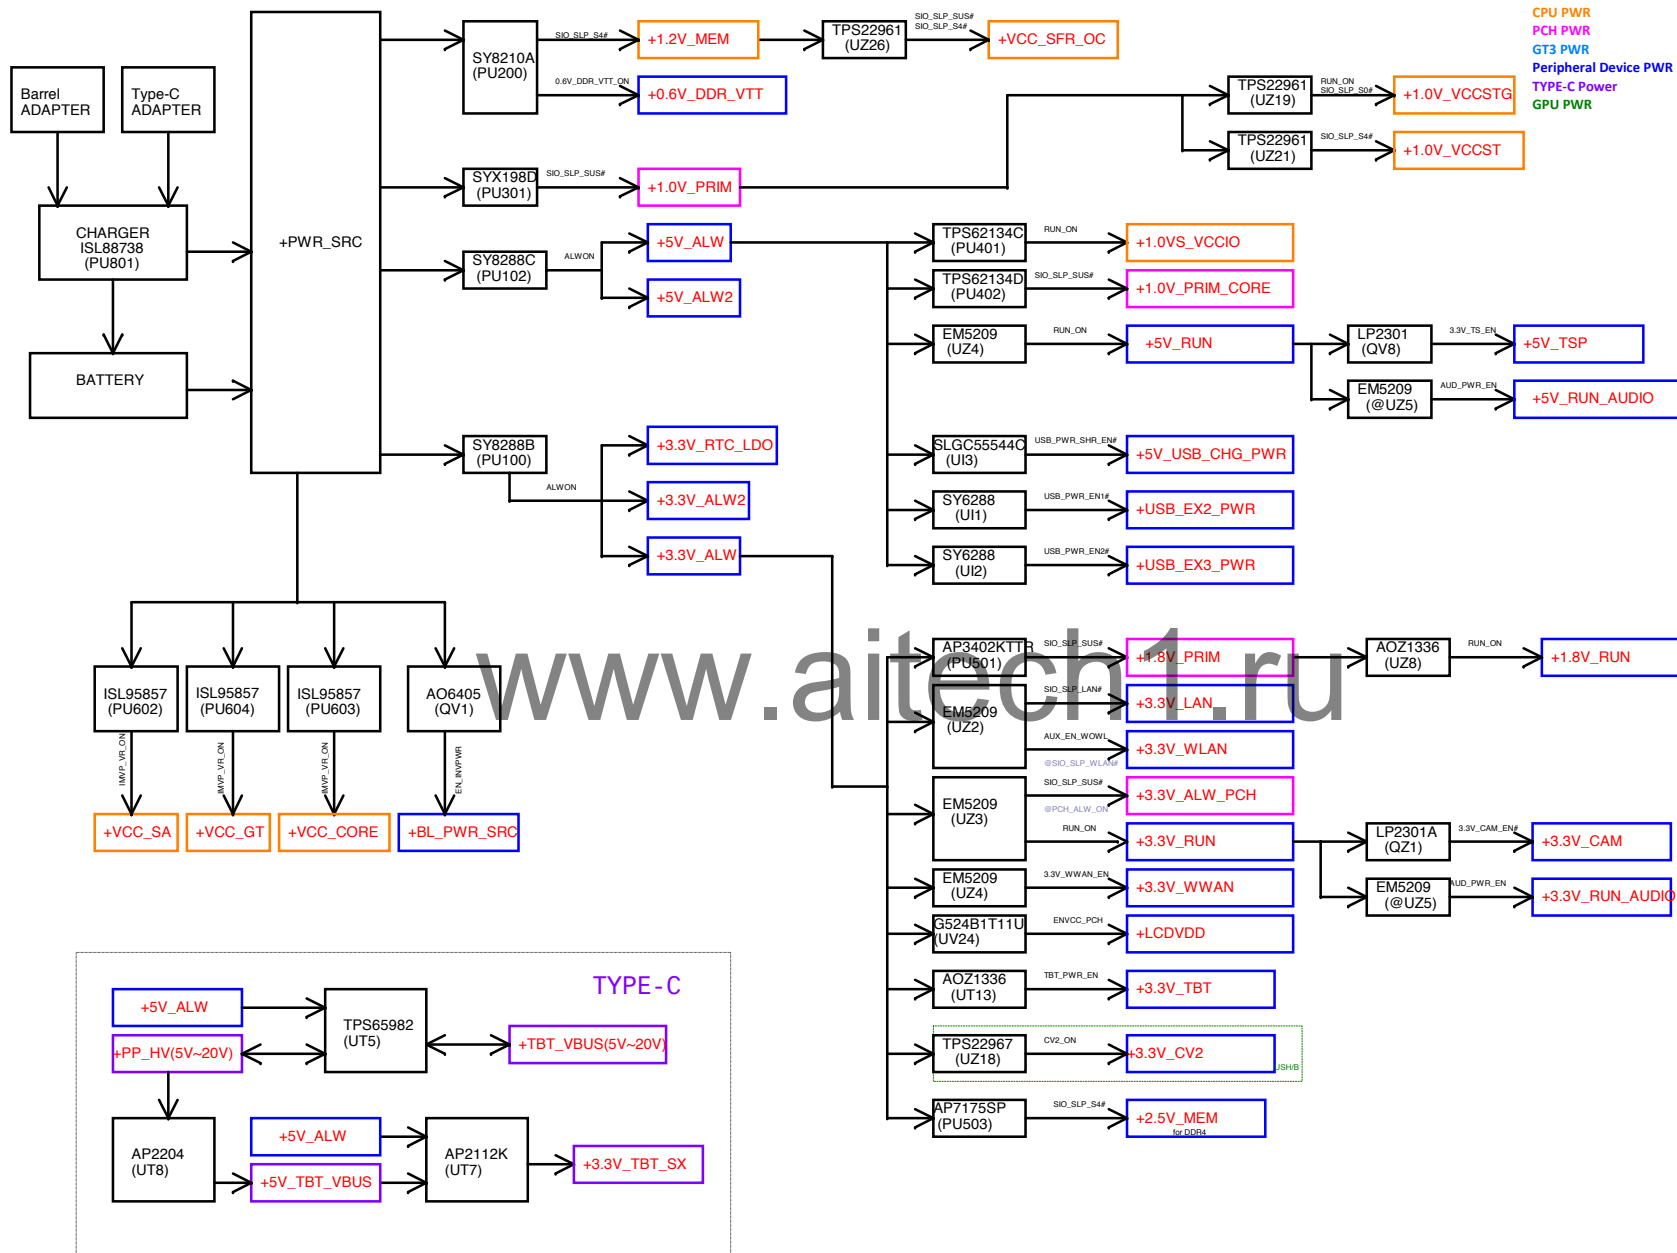 CPU PWR
PCH PWR
GT3 PWR
Peripheral Device PWR
TYPE-C Power
GPU PWR
Barrel
ADAPTER
Type-C
ADAPTER
CHARGER
ISL88738
(PU801)
BATTERY
+PWR_SRC
SY8210A
(PU200)
SIO_SLP_S4#
+1.2V_MEM
TPS22961
(UZ26)
SIO_SLP_SUS#
SIO_SLP_S4#
+VCC_SFR_OC
0.6V_DDR_VTT_ON
+0.6V_DDR_VTT
TPS22961
(UZ19)
RUN_ON
SIO_SLP_S0#
+1.0V_VCCSTG
TPS22961
(UZ21)
SIO_SLP_S4#
+1.0V_VCCST
SYX198D
(PU301)
SIO_SLP_SUS#
+1.0V_PRIM
SY8288C
(PU102)
ALWON
+5V_ALW
+5V_ALW2
TPS62134C
(PU401)
RUN_ON
+1.0VS_VCCIO
TPS62134D
(PU402)
SIO_SLP_SUS#
+1.0V_PRIM_CORE
EM5209
(UZ4)
RUN_ON
+5V_RUN
LP2301
(QV8)
3.3V_TS_EN
+5V_TSP
EM5209
(@UZ5)
AUD_PWR_EN
+5V_RUN_AUDIO
SY8288B
(PU100)
ALWON
+3.3V_RTC_LDO
+3.3V_ALW2
+3.3V_ALW
SLGC55544C
(UI3)
USB_PWR_SHR_EN#
+5V_USB_CHG_PWR
SY6288
(UI1)
USB_PWR_EN1#
+USB_EX2_PWR
SY6288
(UI2)
USB_PWR_EN2#
+USB_EX3_PWR
www.aitech1.ru
ISL95857
(PU602)
IMVP_VR_ON
+VCC_SA
ISL95857
(PU604)
IMVP_VR_ON
+VCC_GT
ISL95857
(PU603)
IMVP_VR_ON
+VCC_CORE
AO6405
(QV1)
EN_INVPWR
+BL_PWR_SRC
AP3402KTTR
(PU501)
SIO_SLP_SUS#
+1.8V_PRIM
AOZ1336
(UZ8)
RUN_ON
+1.8V_RUN
EM5209
(UZ2)
SIO_SLP_LAN#
+3.3V_LAN
AUX_EN_WOWL
@SIO_SLP_WLAN#
+3.3V_WLAN
EM5209
(UZ3)
SIO_SLP_SUS#
@PCH_ALW_ON
+3.3V_ALW_PCH
RUN_ON
+3.3V_RUN
LP2301A
(QZ1)
3.3V_CAM_EN#
+3.3V_CAM
EM5209
(@UZ5)
AUD_PWR_EN
+3.3V_RUN_AUDIO
EM5209
(UZ4)
3.3V_WWAN_EN
+3.3V_WWAN
G524B1T11U
(UV24)
ENVCC_PCH
+LCDVDD
AOZ1336
(UT13)
TBT_PWR_EN
+3.3V_TBT
TPS22967
(UZ18)
CV2_ON
+3.3V_CV2
USH/B
AP7175SP
(PU503)
SIO_SLP_S4#
+2.5V_MEM
for DDR4
TYPE-C
+5V_ALW
+PP_HV(5V~20V)
TPS65982
(UT5)
+TBT_VBUS(5V~20V)
AP2204
(UT8)
+5V_ALW
+5V_TBT_VBUS
AP2112K
(UT7)
+3.3V_TBT_SX